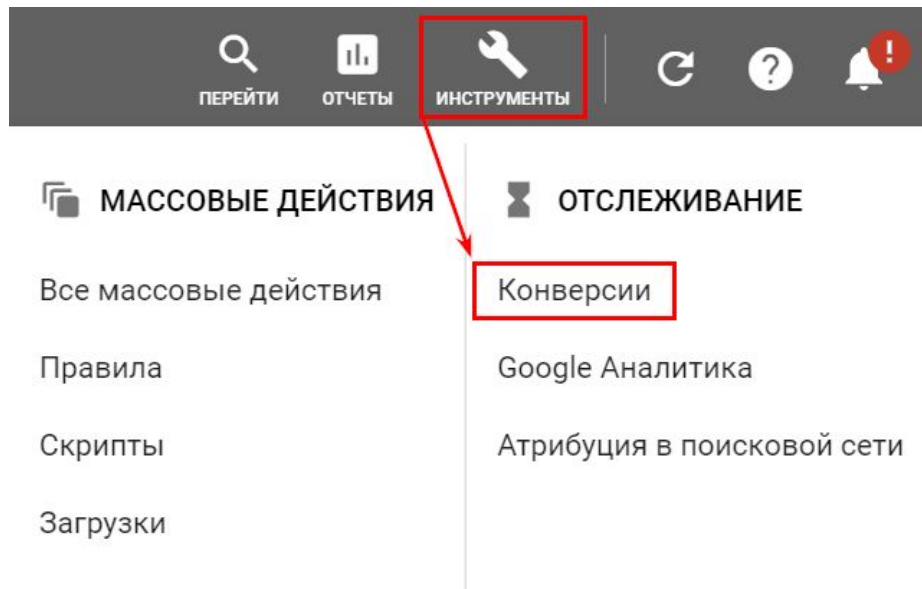 ПЕРЕЙТИ
ОТЧЕТЫ
ИНСТРУМЕНТЫ
?
!
МАССОВЫЕ ДЕЙСТВИЯ
Все массовые действия
Правила
Скрипты
Загрузки
ОТСЛЕЖИВАНИЕ
Конверсии
Google Аналитика
Атрибуция в поисковой сети